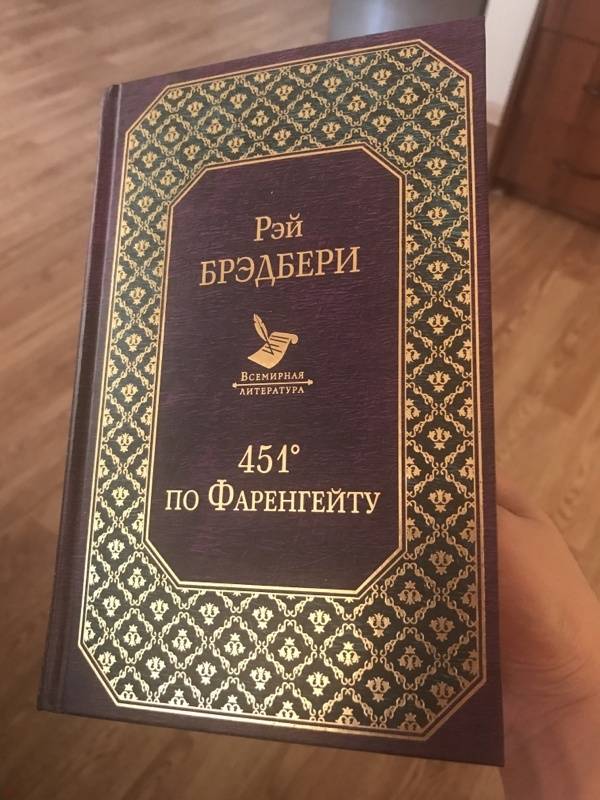 Рэй
БРЭДБЕРИ
Всемирная
литература
451°
по Фаренгейту